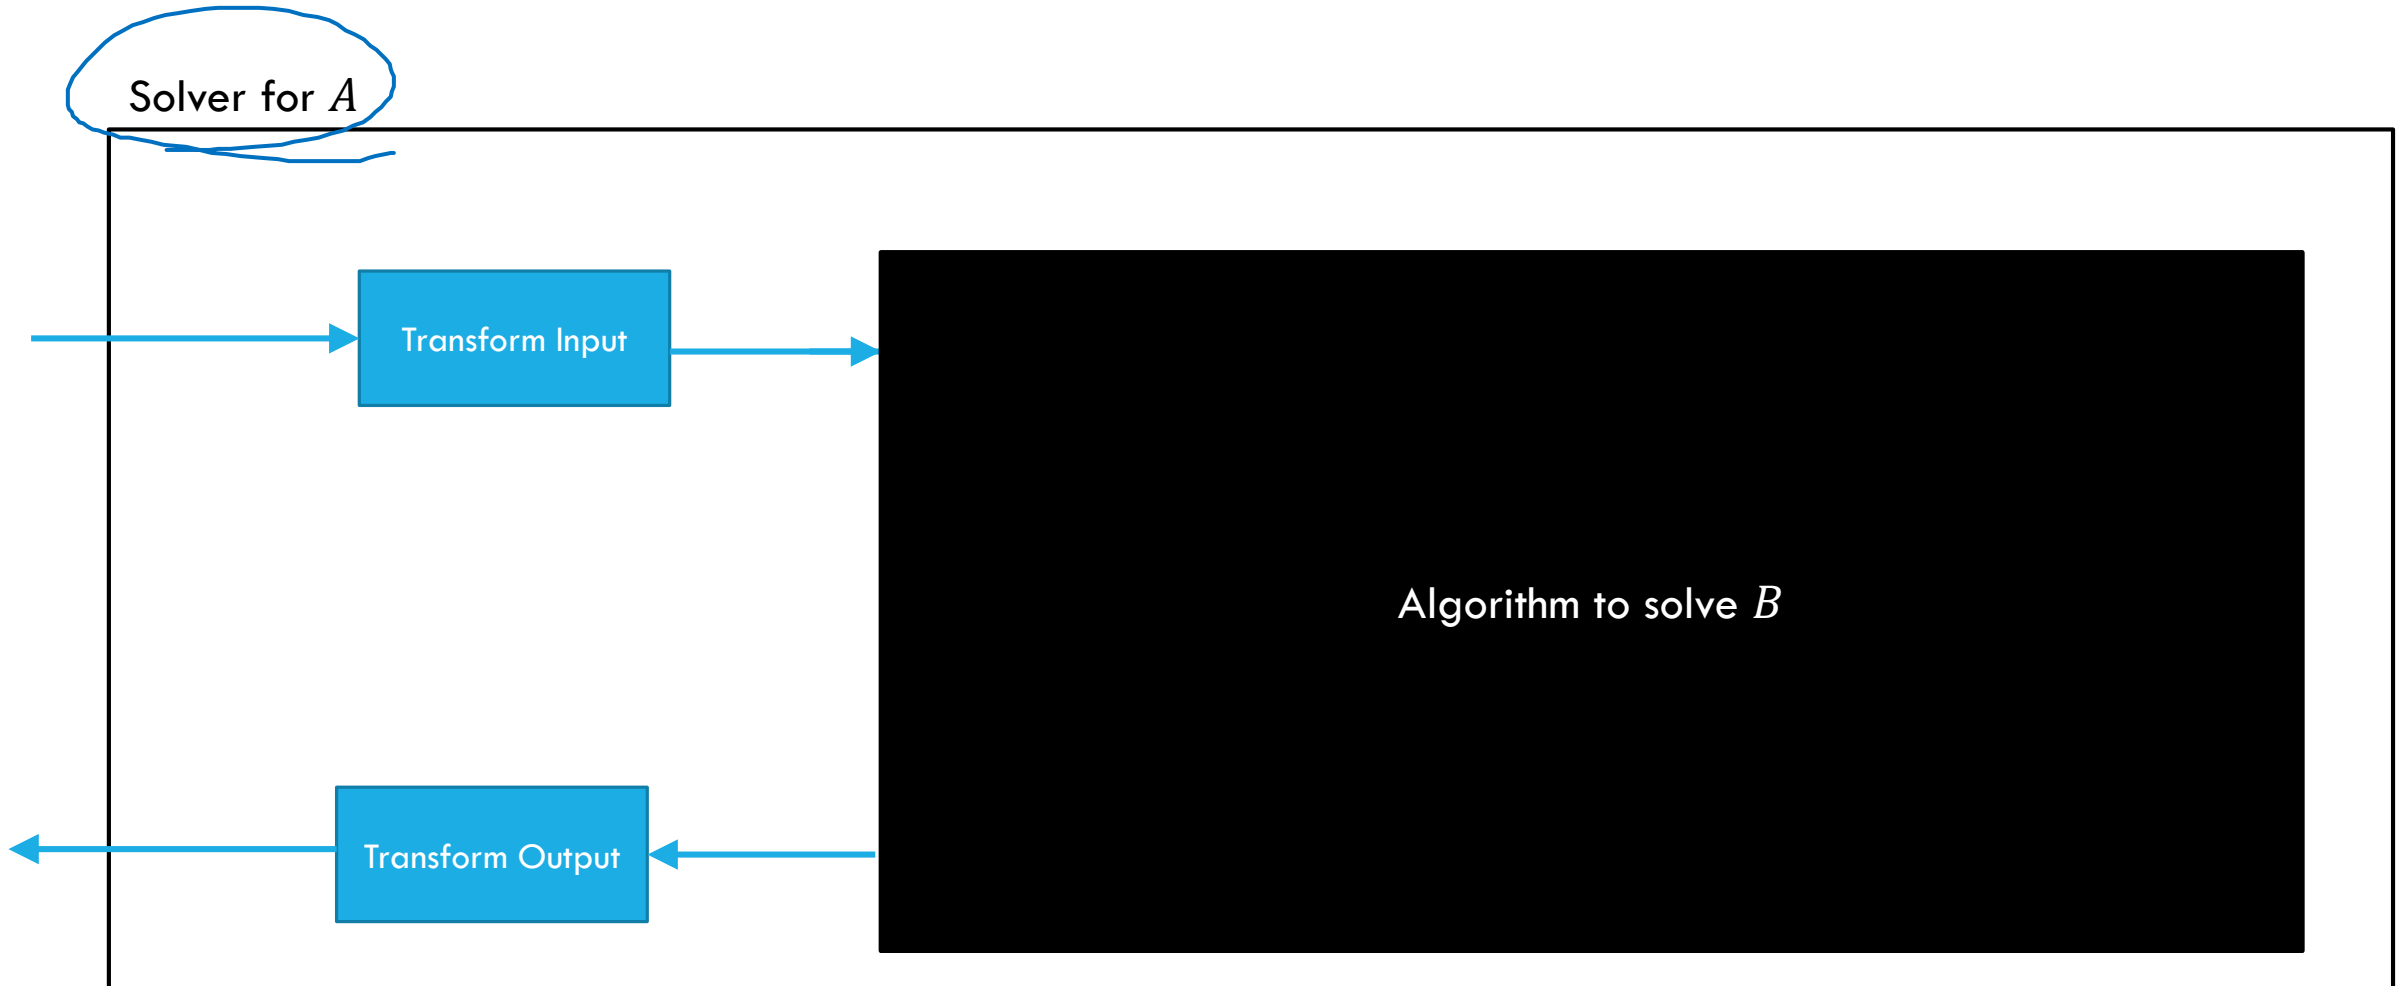 Solver for A
Transform Input
Algorithm to solve B
Transform Output